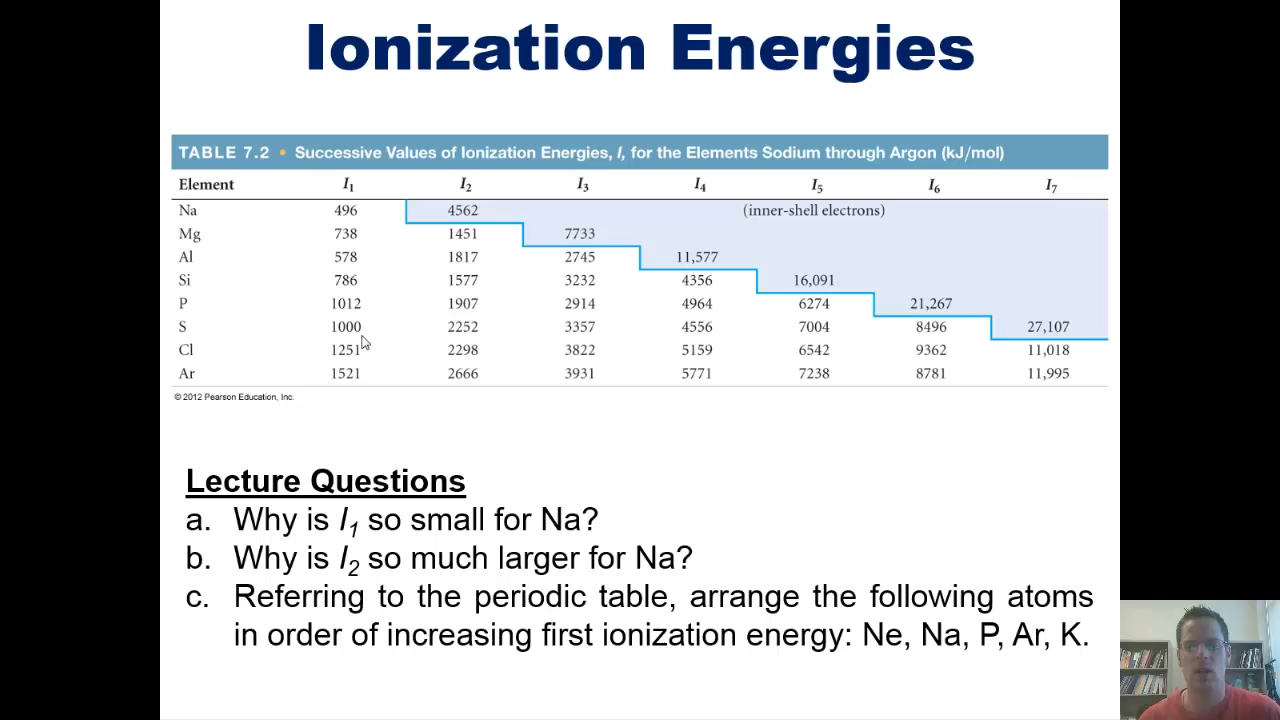 Ionization Energies
TABLE 7.2 • Successive Values of Ionization Energies, I, for the Elements Sodium through Argon (kJ/mol)
Element I1 I2 I3 I4 I5 I6 I7
Na 496 4562 (inner-shell electrons)
Mg 738 1451 7733
Al 578 1817 2745 11,577
Si 786 1577 3232 4356 16,091
P 1012 1907 2914 4964 6274 21,267
S 1000 2252 3357 4556 7004 8496 27,107
Cl 1251 2298 3822 5159 6542 9362 11,018
Ar 1521 2666 3931 5771 7238 8781 11,995
© 2012 Pearson Education, Inc.
Lecture Questions
a. Why is I1 so small for Na?
b. Why is I2 so much larger for Na?
c. Referring to the periodic table, arrange the following atoms
in order of increasing first ionization energy: Ne, Na, P, Ar, K.